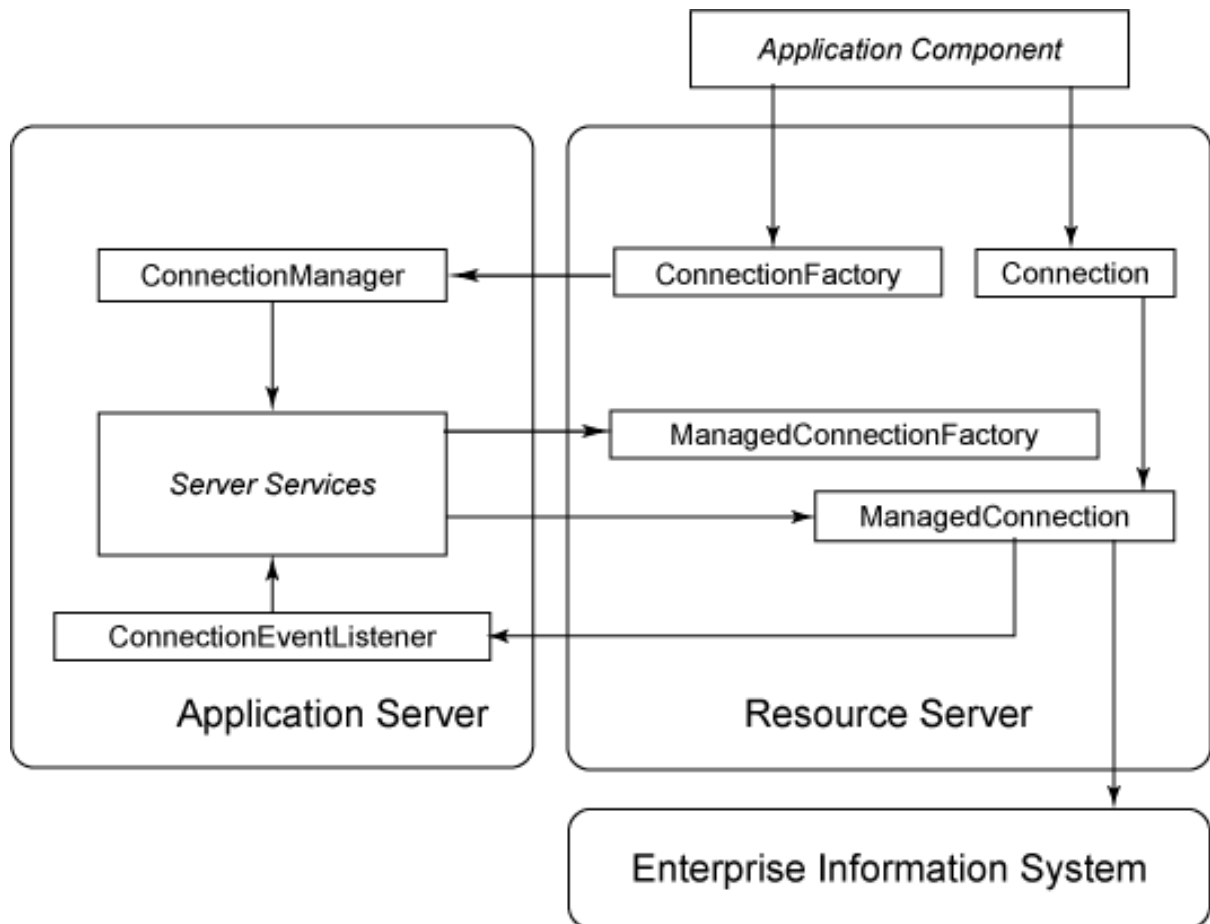 Application Component
ConnectionManager
ConnectionFactory
Connection
ManagedConnectionFactory
Server Services
ManagedConnection
ConnectionEventListener
Application Server
Resource Server
Enterprise Information System